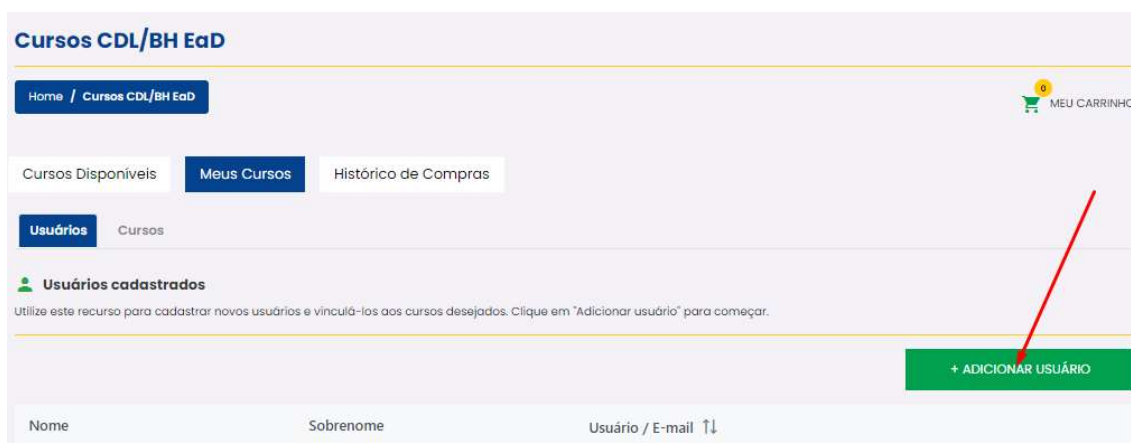 Cursos CDL/BH EaD
Home / Cursos CDL/BH EaD
0
MEU CARRINHO
Cursos Disponíveis Meus Cursos Histórico de Compras
Usuários Cursos
Usuários cadastrados
Utilize este recurso para cadastrar novos usuários e vinculá-los aos cursos desejados. Clique em "Adicionar usuário" para começar.
+ ADICIONAR USUÁRIO
Nome Sobrenome Usuário / E-mail